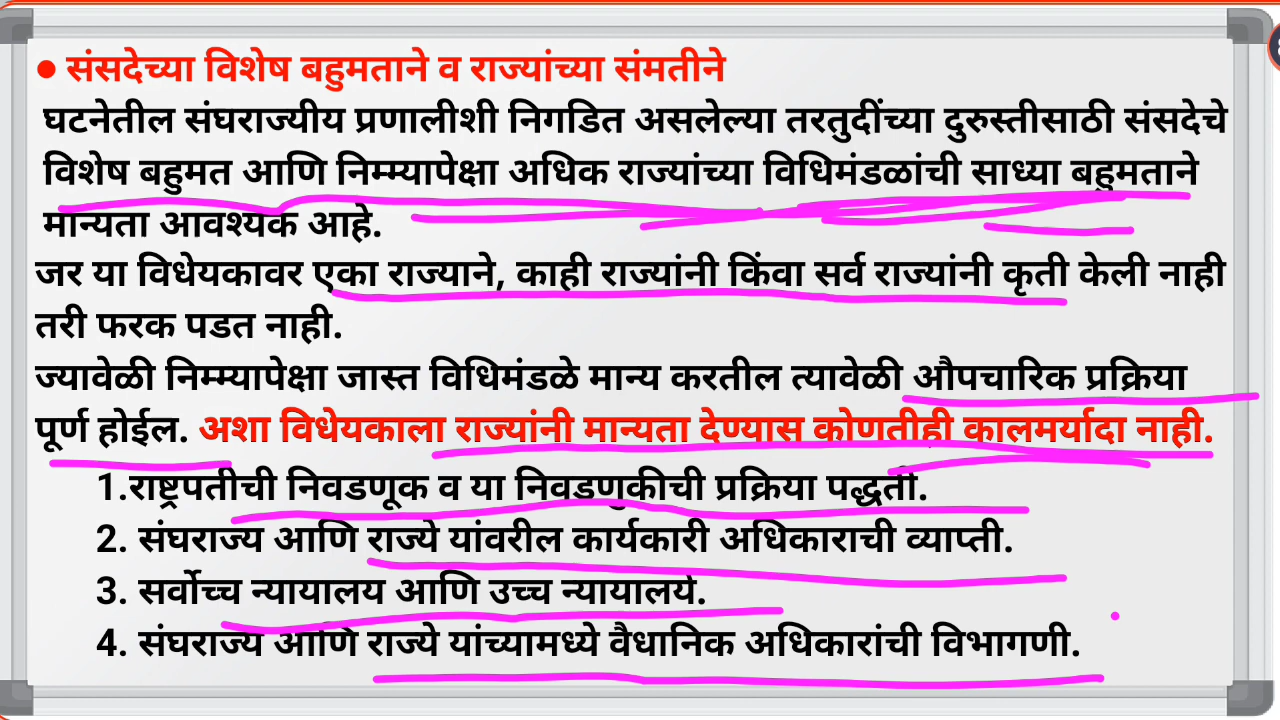 ● संसदेच्या विशेष बहुमताने व राज्यांच्या संमतीने
घटनेतील संघराज्यीय प्रणालीशी निगडित असलेल्या तरतुदींच्या दुरुस्तीसाठी संसदेचे
विशेष बहुमत आणि निम्म्यापेक्षा अधिक राज्यांच्या विधिमंडळांची साध्या बहुमताने
मान्यता आवश्यक आहे.
जर या विधेयकावर एका राज्याने, काही राज्यांनी किंवा सर्व राज्यांनी कृती केली नाही
तरी फरक पडत नाही.
ज्यावेळी निम्म्यापेक्षा जास्त विधिमंडळे मान्य करतील त्यावेळी औपचारिक प्रक्रिया
पूर्ण होईल. अशा विधेयकाला राज्यांनी मान्यता देण्यास कोणतीही कालमर्यादा नाही.
1.राष्ट्रपतीची निवडणूक व या निवडणुकीची प्रक्रिया पद्धती.
2. संघराज्य आणि राज्ये यांवरील कार्यकारी अधिकाराची व्याप्ती.
3. सर्वोच्च न्यायालय आणि उच्च न्यायालये.
4. संघराज्य आणि राज्ये यांच्यामध्ये वैधानिक अधिकारांची विभागणी.